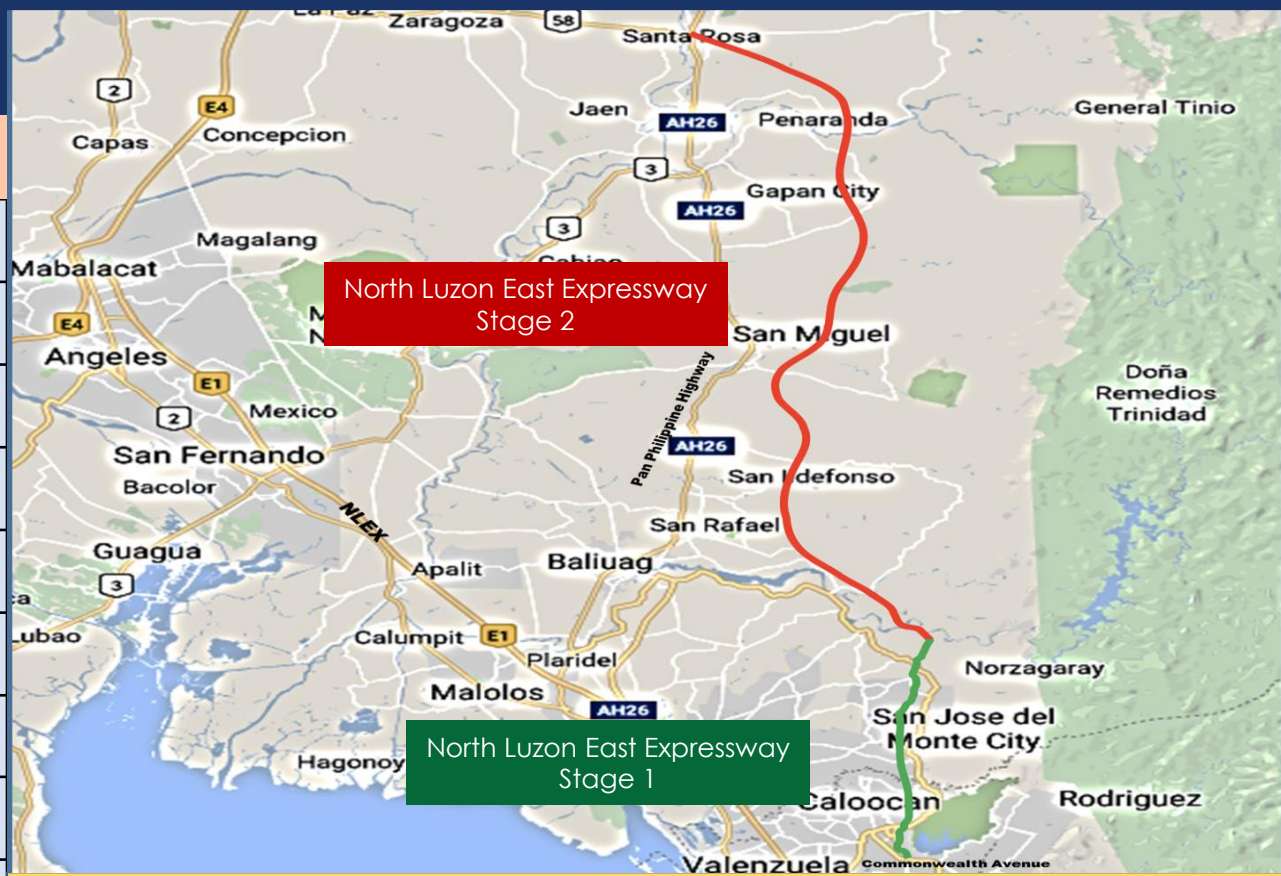 La Paz
Zaragoza
58
Santa Rosa
2
E4
Capas
Concepcion
Jaen
AH26
Penaranda
General Tinio
3
Gapan City
AH26
Magalang
3
Mabalacat
North Luzon East Expressway
Stage 2
E4
San Miguel
Angeles
E1
Pan Philippine Highway
Doña
Remedios
Trinidad
2
Mexico
San Fernando
AH26
Bacolor
San Ildefonso
NLEX
San Rafael
Guagua
Apalit
Baliuag
3
Lubao
Calumpit
E1
Plaridel
Norzagaray
Malolos
AH26
San Jose del
Monte City
North Luzon East Expressway
Stage 1
Hagonoy
Caloocan
Rodriguez
Valenzuela
Commonwealth Avenue